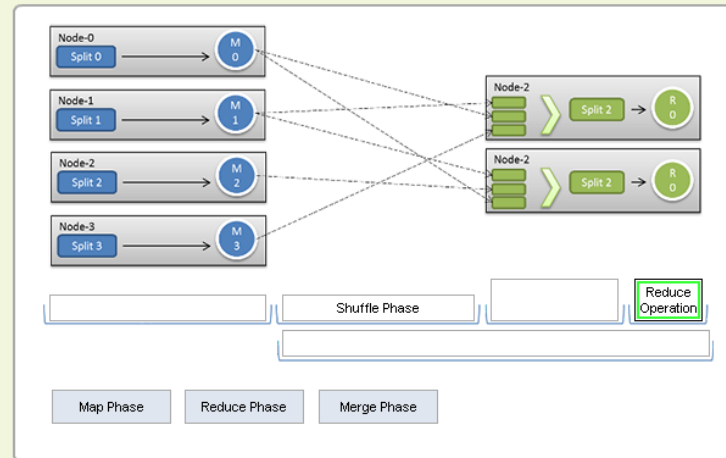 Node-0
Split 0
M
0
Node-1
Split 1
M
1
Node-2
Split 2
M
2
Node-3
Split 3
M
3
Node-2
Split 2
R
0
Node-2
Split 2
R
0
Shuffle Phase
Reduce
Operation
Map Phase
Reduce Phase
Merge Phase